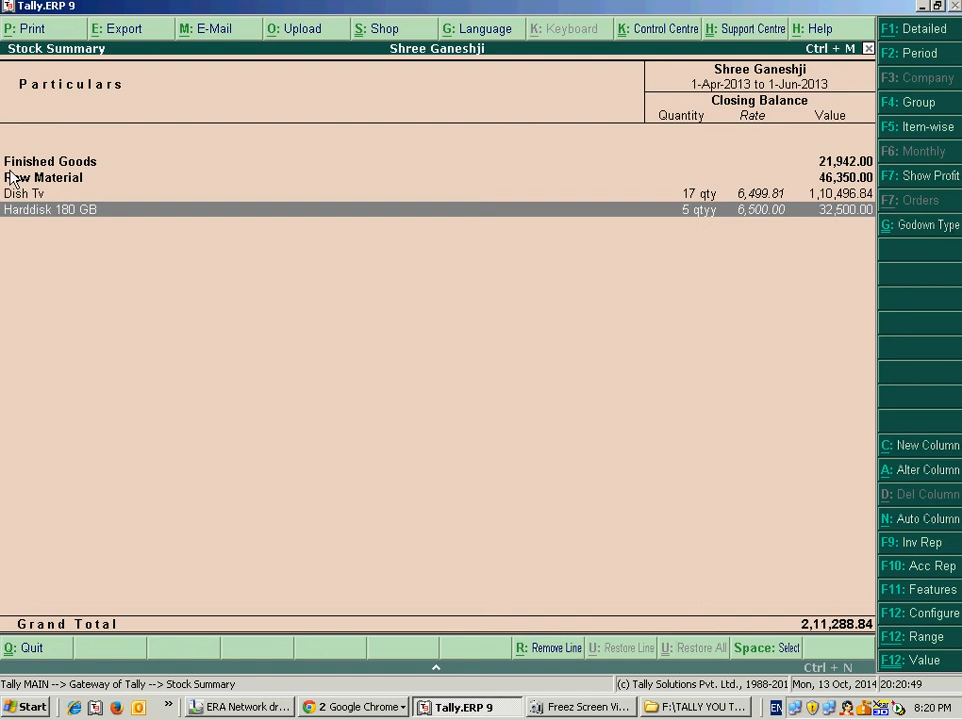 Tally.ERP 9
P: Print E: Export M: E-Mail O: Upload S: Shop G: Language K: Keyboard K: Control Centre H: Support Centre H: Help F1: Detailed
Stock Summary Shree Ganeshji Ctrl + M
F2: Period
Particulars Shree Ganeshji
1-Apr-2013 to 1-Jun-2013
F3: Company
Closing Balance
F4: Group
Quantity Rate Value
F5: Item-wise
F6: Monthly
Finished Goods 21,942.00
Raw Material 46,350.00
F7: Show Profit
Dish Tv 17 qty 6,499.81 1,10,496.84
F7: Orders
Harddisk 180 GB 5 qtyy 6,500.00 32,500.00
G: Godown Type
C: New Column
A: Alter Column
D: Del Column
N: Auto Column
F9: Inv Rep
F10: Acc Rep
F11: Features
F12: Configure
Grand Total 2,11,288.84
F12: Range
Q: Quit R: Remove Line U: Restore Line U: Restore All Space: Select
F12: Value
Ctrl + N
Tally MAIN --> Gateway of Tally --> Stock Summary (c) Tally Solutions Pvt. Ltd., 1988-201 Mon, 13 Oct, 2014 20:20:49
Start » ERA Network dr... 2 Google Chrome Tally.ERP 9 Freez Screen Vi... F:\TALLY YOU T... EN 8:20 PM